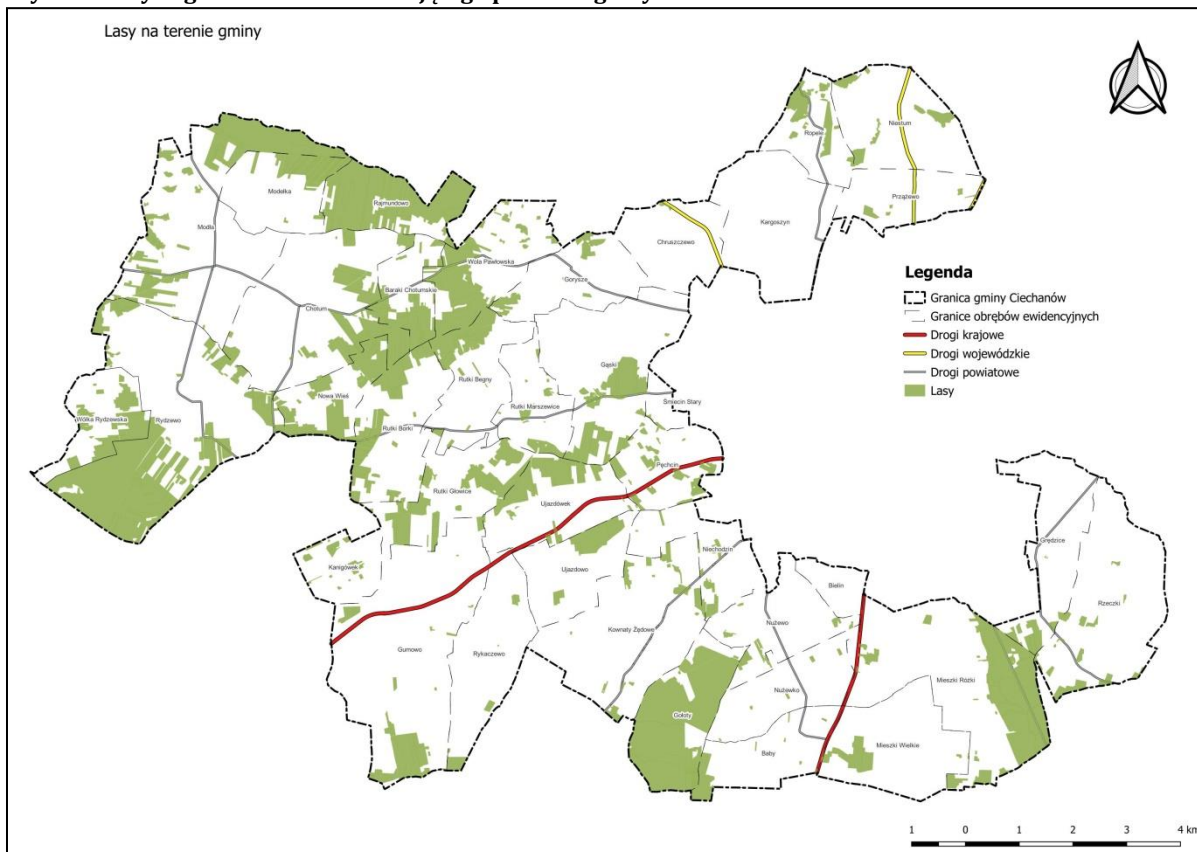 Lasy na terenie gminy
Ropele
Niestum
Modełka
Rajmundowo
Przążewo
Modła
Kargoszyn
Chruszczewo
Wola Pawłowska
Gorysze
Baraki Chotumskie
Chotum
Legenda
Granica gminy Ciechanów
Granice obrębów ewidencyjnych
Drogi krajowe
Drogi wojewódzkie
Drogi powiatowe
Lasy
Gąski
Rutki Begny
Nowa Wieś
Rutki Marszewice
Śmiecin Stary
Wólka Rydzewska
Rydzewo
Rutki Borki
Pęchcin
Rutki Głowice
Ujazdówek
Grędzice
Niechodzin
Kanigówek
Ujazdowo
Bielin
Rzeczki
Nużewo
Kownaty Żędowe
Gumowo
Rykaczewo
Mieszki Różki
Nużewko
Gołoty
Mieszki Wielkie
Baby
1 0 1 2 3 4 km